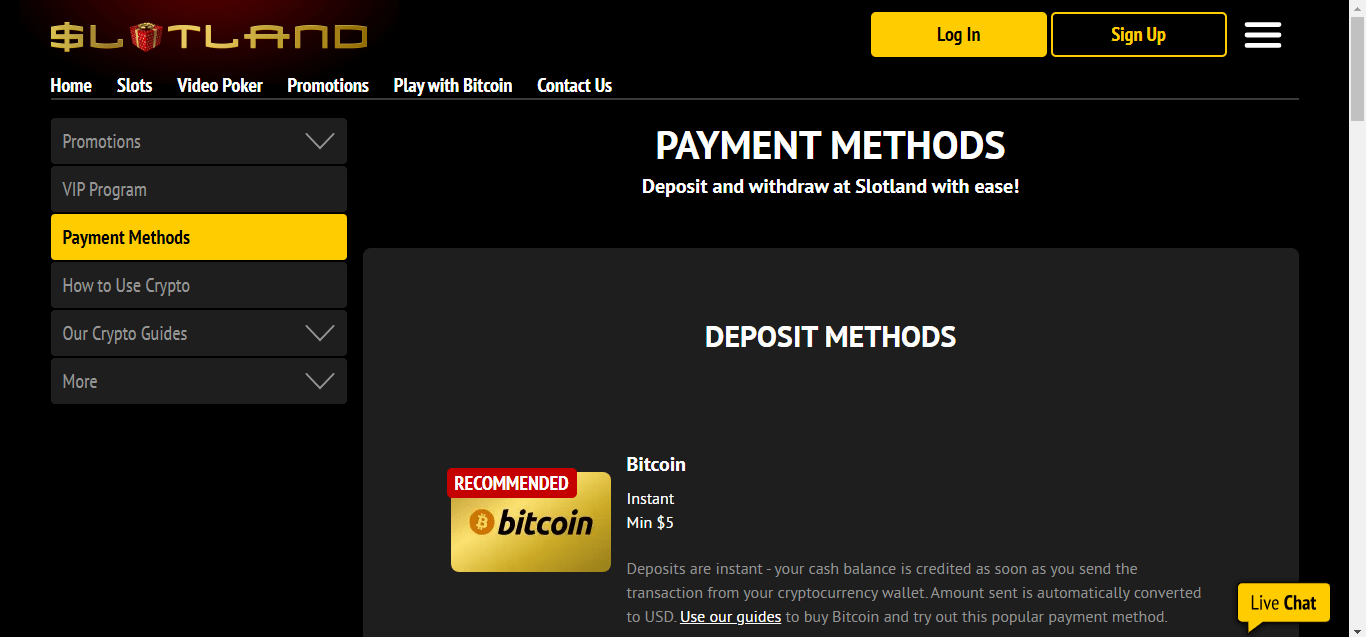 SLOTLAND
Log In
Sign Up
Home Slots Video Poker Promotions Play with Bitcoin Contact Us
Promotions
VIP Program
Payment Methods
How to Use Crypto
Our Crypto Guides
More
PAYMENT METHODS
Deposit and withdraw at Slotland with ease!
DEPOSIT METHODS
RECOMMENDED
bitcoin
Bitcoin
Instant
Min $5
Deposits are instant - your cash balance is credited as soon as you send the
transaction from your cryptocurrency wallet. Amount sent is automatically converted
to USD. Use our guides to buy Bitcoin and try out this popular payment method.
Live Chat